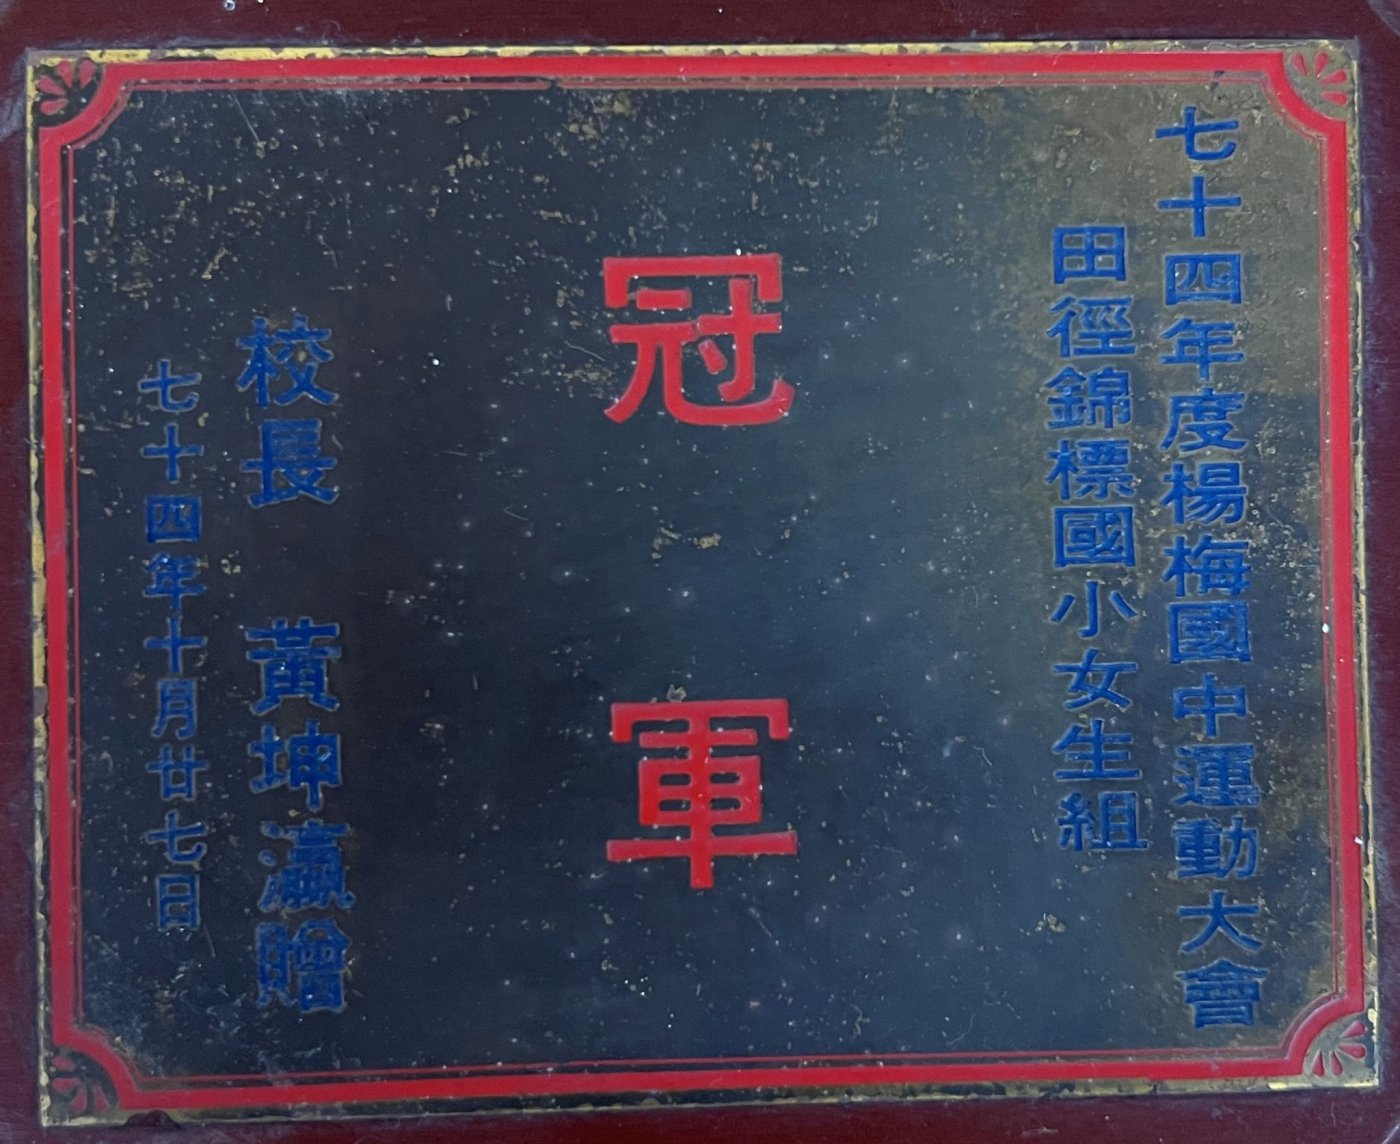 七十四年度楊梅國中運動大會
田徑錦標國小女生組
冠軍
校長 黃坤瀛贈
七十四年十月廿七日